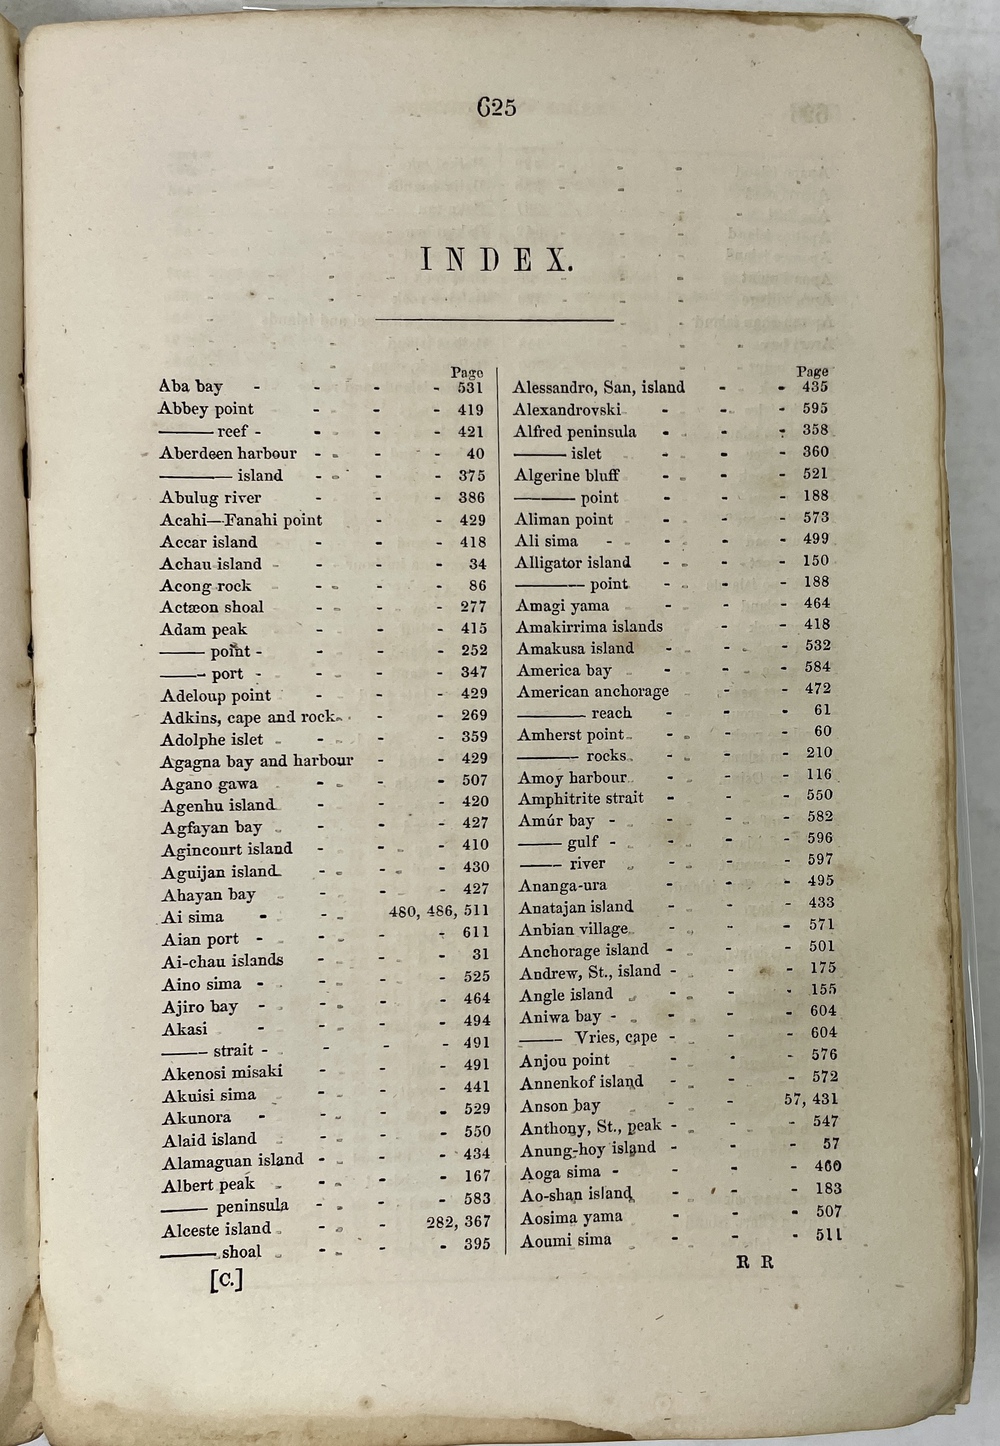 625
INDEX.
Page
Aba bay - - - - 531
Abbey point - - - 419
——— reef - - - - 421
Aberdeen harbour - - - 40
——— island - - - 375
Abulug river - - - 386
Acahi—Fanahi point - - 429
Accar island - - - 418
Achau island - - - - 34
Acong rock - - - 86
Actæon shoal - - - 277
Adam peak - - - 415
——— point - - - - 252
——— port - - - - 347
Adeloup point - - - 429
Adkins, cape and rock - - - 269
Adolphe islet - - - - 359
Agagna bay and harbour - - 429
Agano gawa - - - 507
Agenhu island - - - 420
Agfayan bay - - - - 427
Agincourt island - - - 410
Aguijan island - - - 430
Ahayan bay - - - 427
Ai sima - - 480, 486, 511
Aian port - - - - 611
Ai-chau islands - - - 31
Aino sima - - - - 525
Ajiro bay - - - - 464
Akasi - - - - 494
——— strait - - - - 491
Akenosi misaki - - - 491
Akuisi sima - - - 441
Akunora - - - - 529
Alaid island - - - 550
Alamaguan island - - - 434
Albert peak - - - - 167
——— peninsula - - - 583
Alceste island - - - 282, 367
——— shoal - - - - 395
[C.]
Page
Alessandro, San, island - - - 435
Alexandrovski - - - - 595
Alfred peninsula - - - 358
——— islet - - - 360
Algerine bluff - - - 521
——— point - - - 188
Aliman point - - - 573
Ali sima - - - - 499
Alligator island - - - 150
——— point - - - 188
Amagi yama - - - 464
Amakirrima islands - - 418
Amakusa island - - - 532
America bay - - - 584
American anchorage - - 472
——— reach - - - 61
Amherst point - - - 60
——— rocks - - - 210
Amoy harbour - - - 116
Amphitrite strait - - - 550
Amúr bay - - - - 582
——— gulf - - - - 596
——— river - - - 597
Ananga-ura - - - 495
Anatajan island - - - 433
Anbian village - - - 571
Anchorage island - - - 501
Andrew, St., island - - - 175
Angle island - - - 155
Aniwa bay - - - - 604
——— Vries, cape - - - 604
Anjou point - - - 576
Annenkof island - - - 572
Anson bay - - 57, 431
Anthony, St., peak - - - 547
Anung-hoy island - - - 57
Aoga sima - - - - 460
Ao-shan island - - - 183
Aosima yama - - - 507
Aoumi sima - - - 511
R R